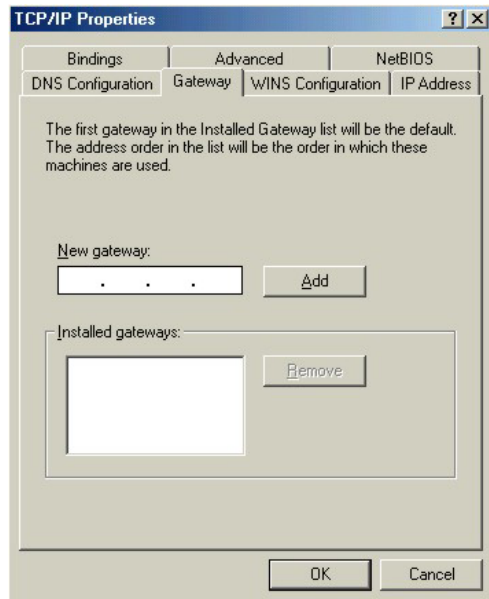 TCP/IP Properties
Bindings Advanced NetBIOS
DNS Configuration Gateway WINS Configuration IP Address
The first gateway in the Installed Gateway list will be the default.
The address order in the list will be the order in which these
machines are used.
New gateway:
. . .
Add
Installed gateways:
Remove
OK Cancel